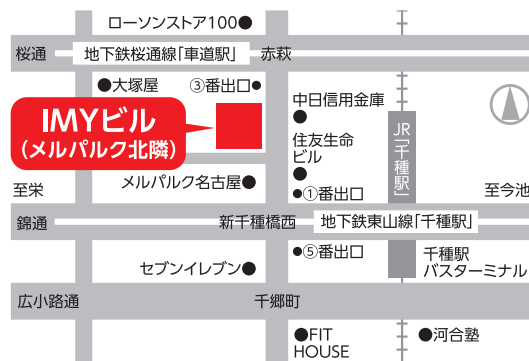 ローソンストア100
桜通
地下鉄桜通線「車道駅」
赤萩
大塚屋
③番出口
IMYビル
(メルパルク北隣)
中日信用金庫
住友生命
ビル
JR「千種駅」
至栄
メルパルク名古屋
①番出口
至今池
錦通
新千種橋西
地下鉄東山線「千種駅」
⑤番出口
セブンイレブン
千種駅
バスターミナル
広小路通
千郷町
FIT
HOUSE
河合塾